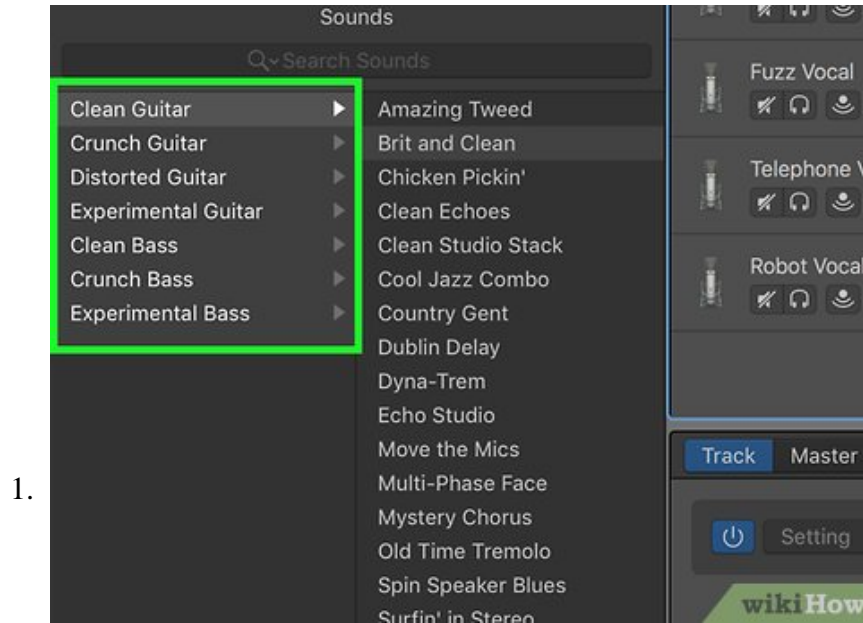 Sounds
Search Sounds
Clean Guitar
Crunch Guitar
Distorted Guitar
Experimental Guitar
Clean Bass
Crunch Bass
Experimental Bass
Amazing Tweed
Brit and Clean
Chicken Pickin'
Clean Echoes
Clean Studio Stack
Cool Jazz Combo
Country Gent
Dublin Delay
Dyna-Trem
Echo Studio
Move the Mics
Multi-Phase Face
Mystery Chorus
Old Time Tremolo
Spin Speaker Blues
Surfin' in Stereo
Fuzz Vocal
Telephone V
Robot Vocal
Track Master
Setting
wikiHow
1.